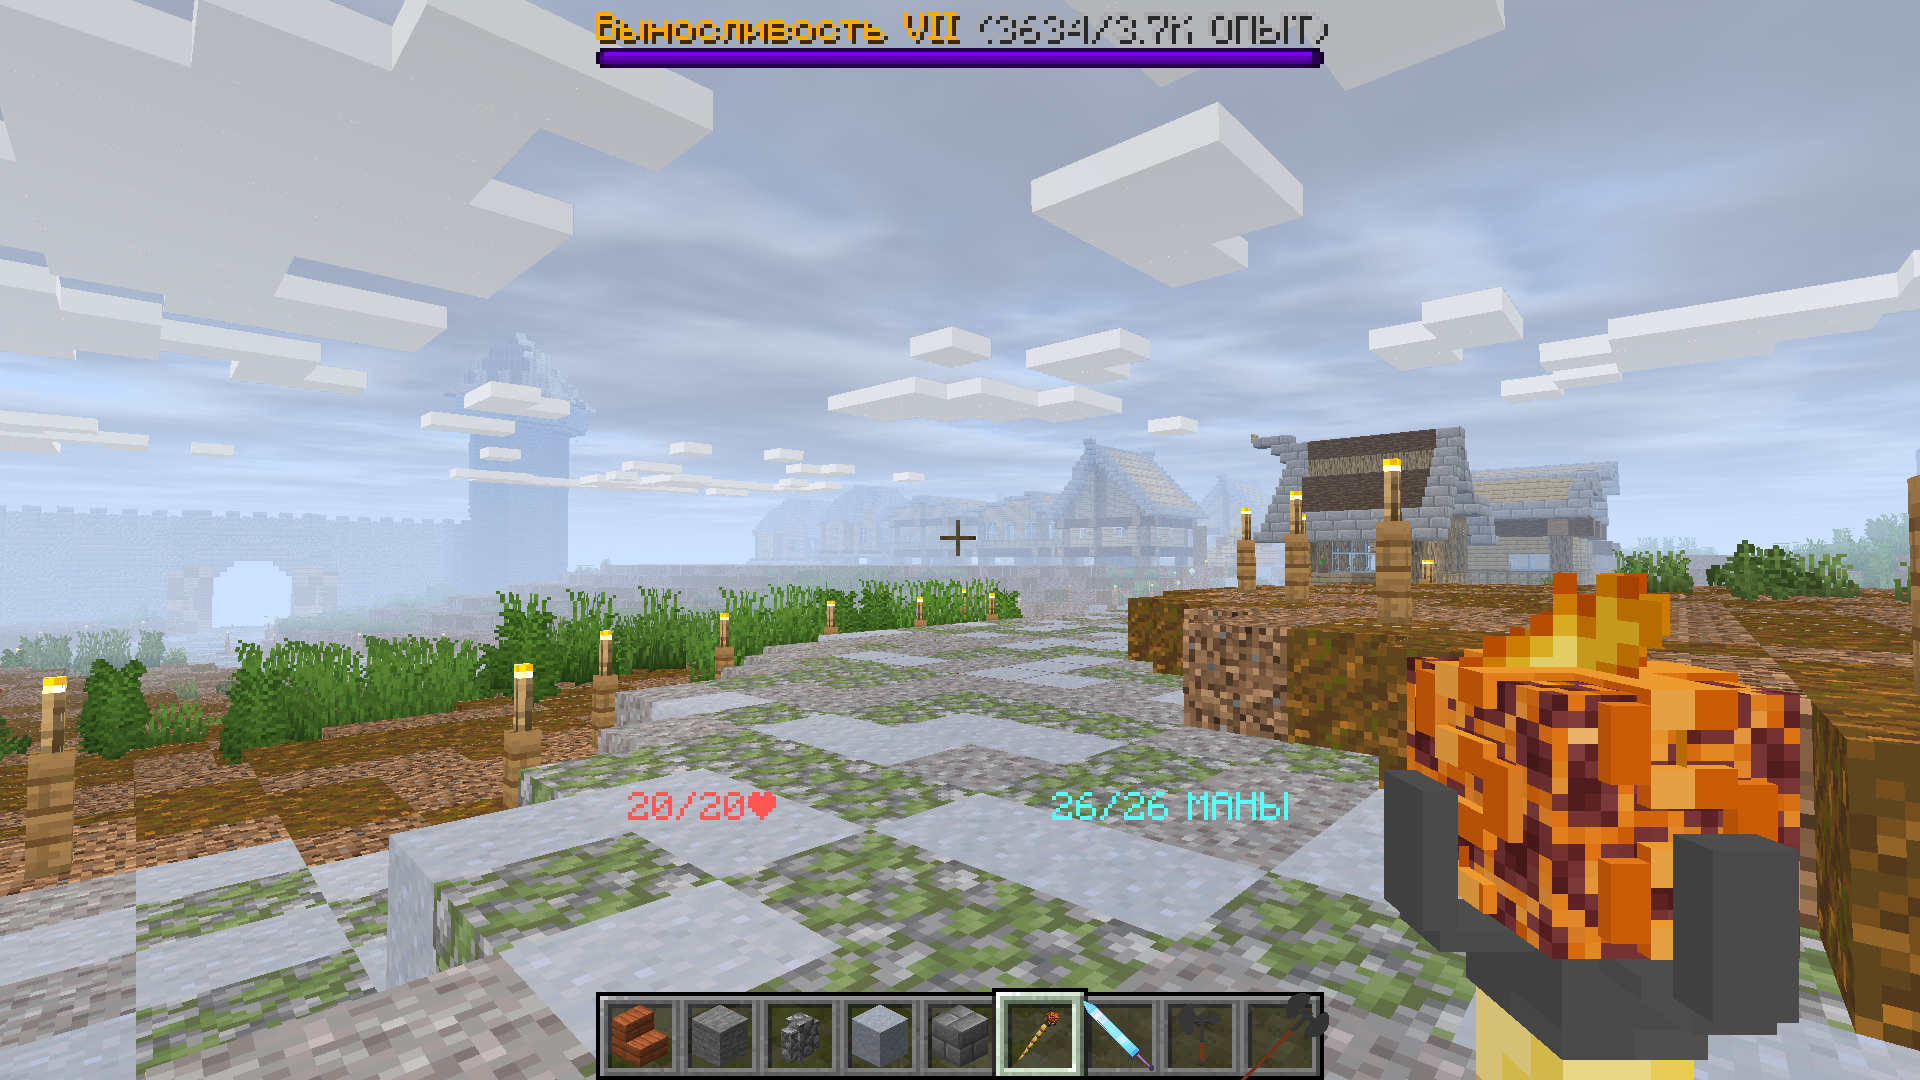 Выносливость VII (3634/3.7K ОПЫТ)
20/20❤ 26/26 МАНЫ